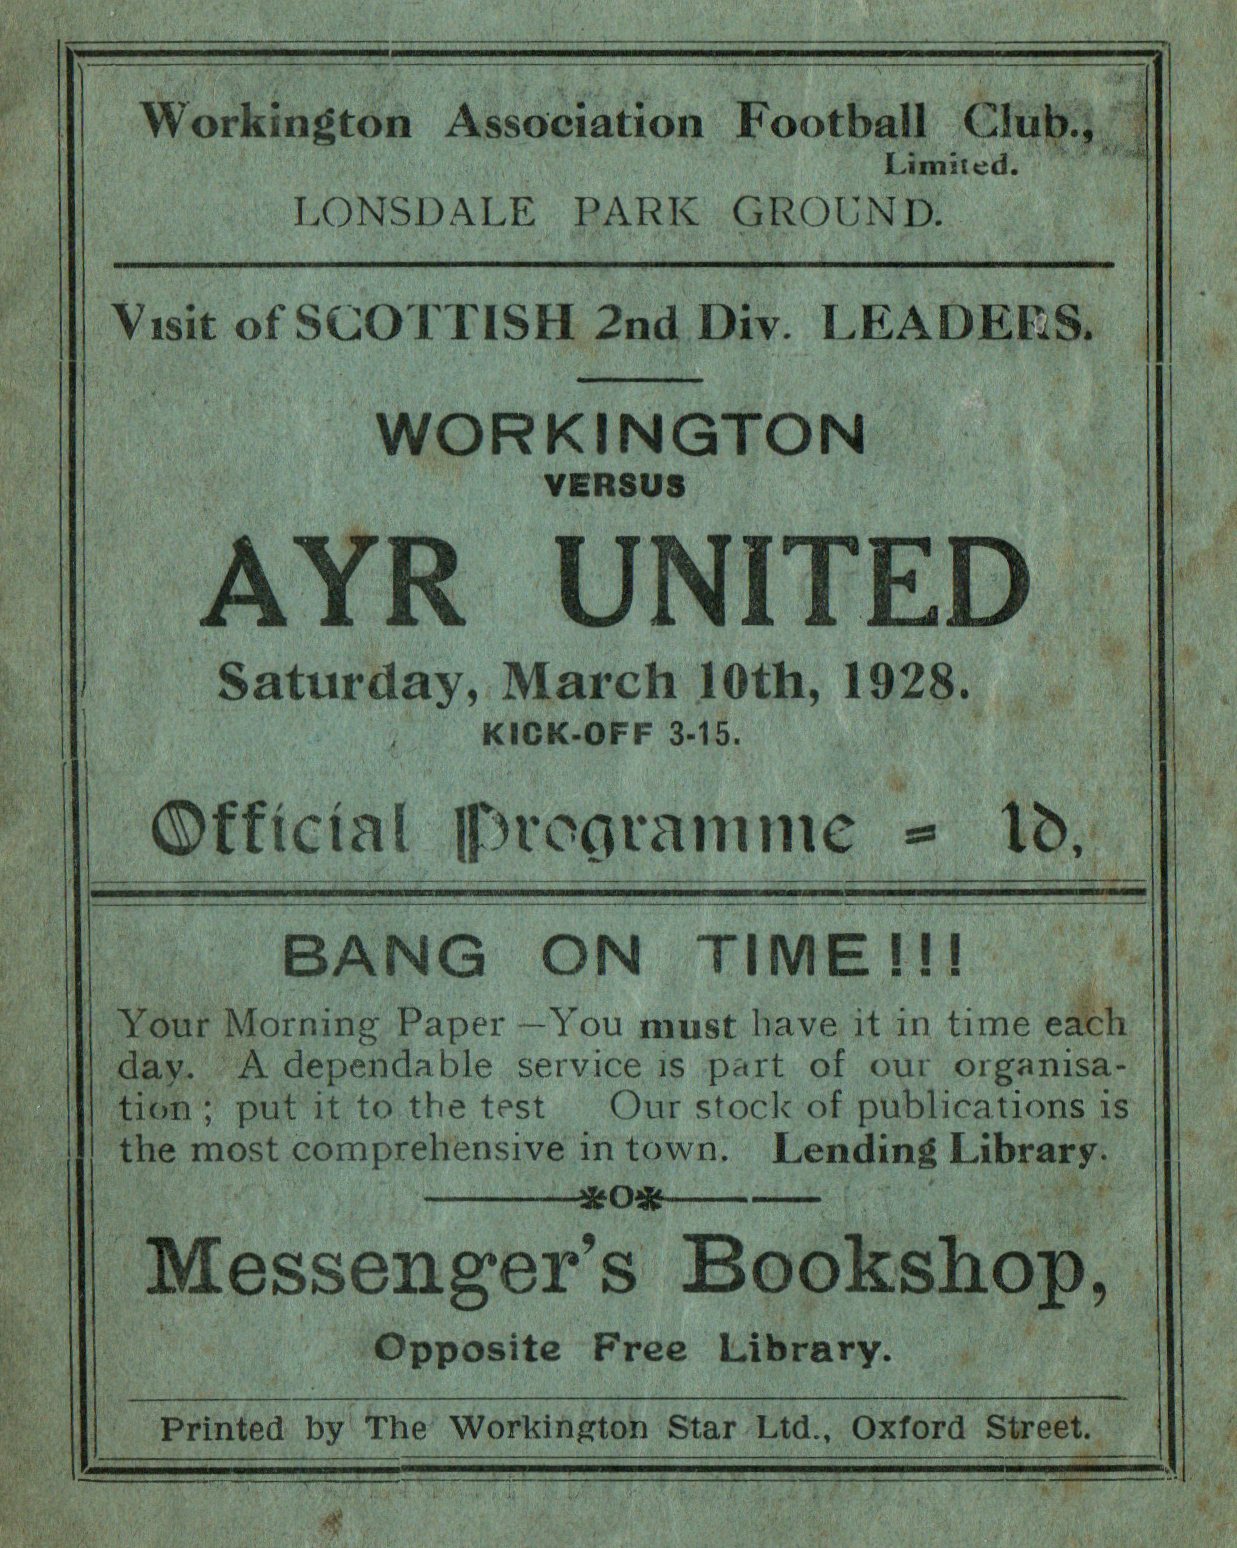 Workington Association Football Club.,
Limited.
LONSDALE PARK GROUND.
Visit of SCOTTISH 2nd Div. LEADERS.
WORKINGTON
VERSUS
AYR UNITED
Saturday, March 10th, 1928.
KICK-OFF 3-15.
Official Programme = 1d,
BANG ON TIME!!!
Your Morning Paper—You must have it in time each
day. A dependable service is part of our organisa-
tion; put it to the test Our stock of publications is
the most comprehensive in town. Lending Library.
Messenger's Bookshop,
Opposite Free Library.
Printed by The Workington Star Ltd., Oxford Street.